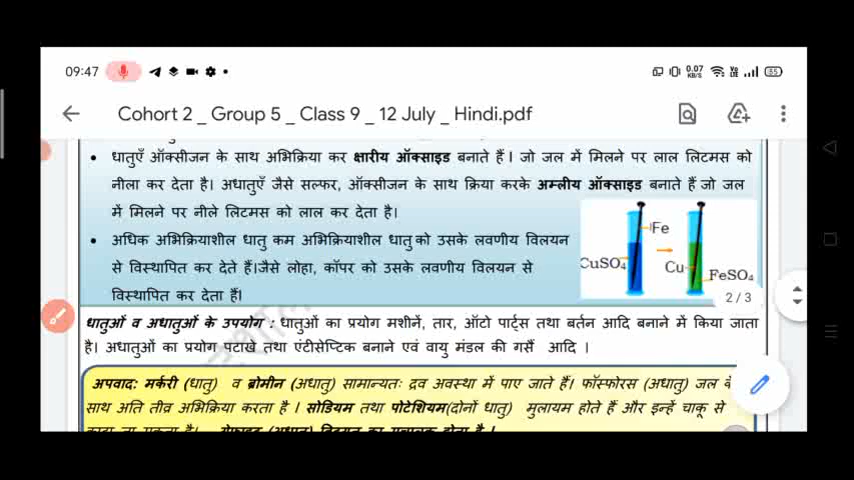 09:47
0.07 KB/S
55
Cohort 2 _ Group 5 _ Class 9 _ 12 July _ Hindi.pdf
• धातुएँ ऑक्सीजन के साथ अभिक्रिया कर क्षारीय ऑक्साइड बनाते हैं । जो जल में मिलने पर लाल लिटमस को
नीला कर देता है। अधातुएँ जैसे सल्फर, ऑक्सीजन के साथ क्रिया करके अम्लीय ऑक्साइड बनाते हैं जो जल
में मिलने पर नीले लिटमस को लाल कर देता है।
• अधिक अभिक्रियाशील धातु कम अभिक्रियाशील धातु को उसके लवणीय विलयन
से विस्थापित कर देते हैं।जैसे लोहा, कॉपर को उसके लवणीय विलयन से
विस्थापित कर देता हैं।
Fe
CuSO₄
Cu
FeSO₄
2 / 3
धातुओं व अधातुओं के उपयोग : धातुओं का प्रयोग मशीनें, तार, ऑटो पार्ट्स तथा बर्तन आदि बनाने में किया जाता
है। अधातुओं का प्रयोग पटाखे तथा एंटीसेप्टिक बनाने एवं वायु मंडल की गसैं आदि ।
अपवाद: मर्करी (धातु) व ब्रोमीन (अधातु) सामान्यतः द्रव अवस्था में पाए जाते हैं। फॉस्फोरस (अधातु) जल के
साथ अति तीव्र अभिक्रिया करता है । सोडियम तथा पोटेशियम(दोनों धातु) मुलायम होते हैं और इन्हें चाकू से